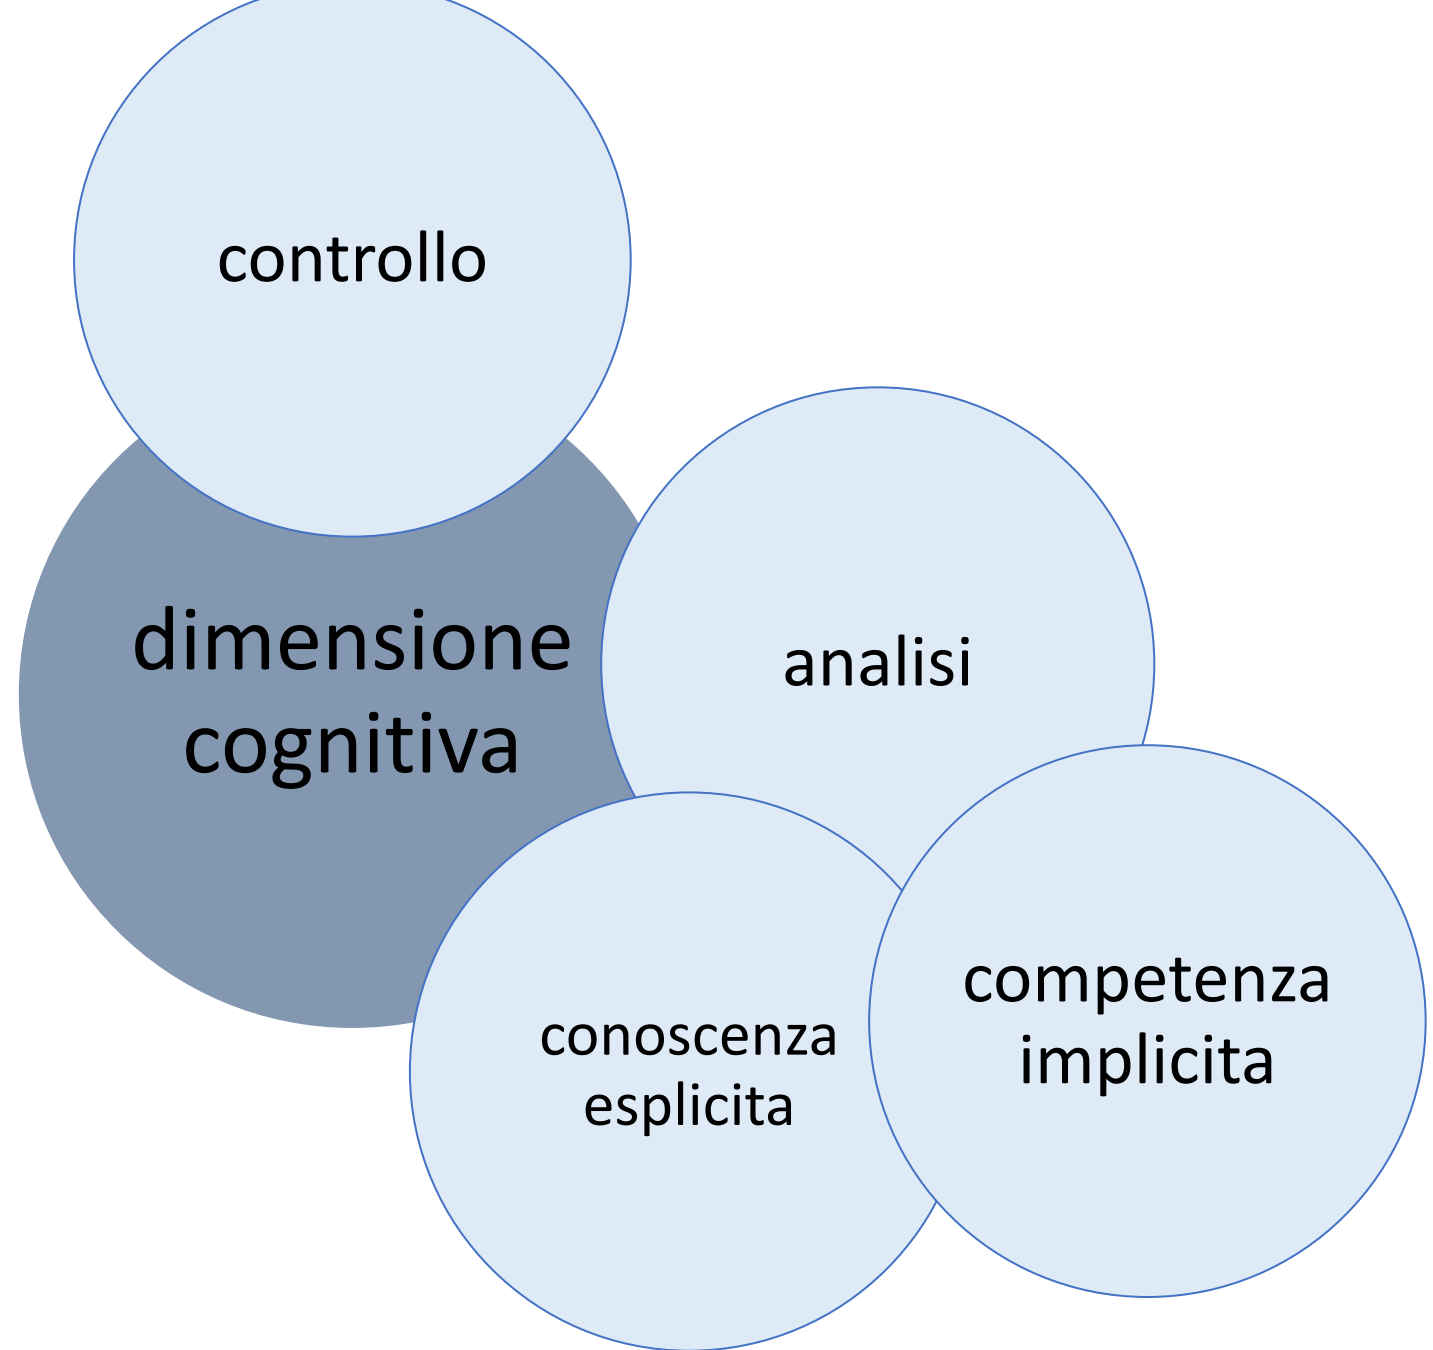 controllo
dimensione
cognitiva
analisi
conoscenza
esplicita
competenza
implicita